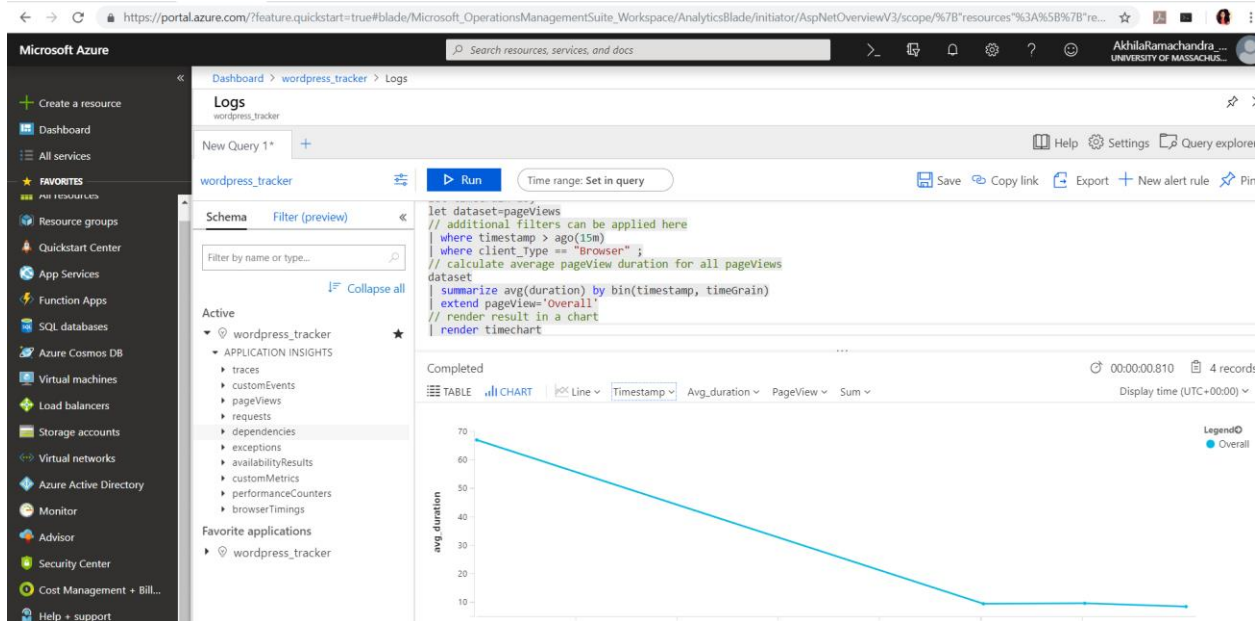 https://portal.azure.com/?feature.quickstart=true#blade/Microsoft_OperationsManagementSuite_Workspace/AnalyticsBlade/initiator/AspNetOverviewV3/scope/%7B"resources"%3A%5B%7B"re...
Microsoft Azure
Search resources, services, and docs
AkhilaRamachandra_...
UNIVERSITY OF MASSACHUS...
Create a resource
Dashboard
All services
FAVORITES
All resources
Resource groups
Quickstart Center
App Services
Function Apps
SQL databases
Azure Cosmos DB
Virtual machines
Load balancers
Storage accounts
Virtual networks
Azure Active Directory
Monitor
Advisor
Security Center
Cost Management + Bill...
Help + support
Dashboard > wordpress_tracker > Logs
Logs
wordpress_tracker
New Query 1* +
Help Settings Query explorer
wordpress_tracker
Run
Time range: Set in query
Save Copy link Export New alert rule Pin
Schema Filter (preview) «
Filter by name or type...
Collapse all
Active
wordpress_tracker
APPLICATION INSIGHTS
traces
customEvents
pageViews
requests
dependencies
exceptions
availabilityResults
customMetrics
performanceCounters
browserTimings
Favorite applications
wordpress_tracker
let dataset=pageViews
// additional filters can be applied here
| where timestamp > ago(15m)
| where client_Type == "Browser" ;
// calculate average pageView duration for all pageViews
dataset
| summarize avg(duration) by bin(timestamp, timeGrain)
| extend pageView='Overall'
// render result in a chart
| render timechart
...
Completed
00:00:00.810 4 records
TABLE CHART Line Timestamp Avg_duration PageView Sum
Display time (UTC+00:00)
Legend
Overall
avg_duration
70
60
50
40
30
20
10